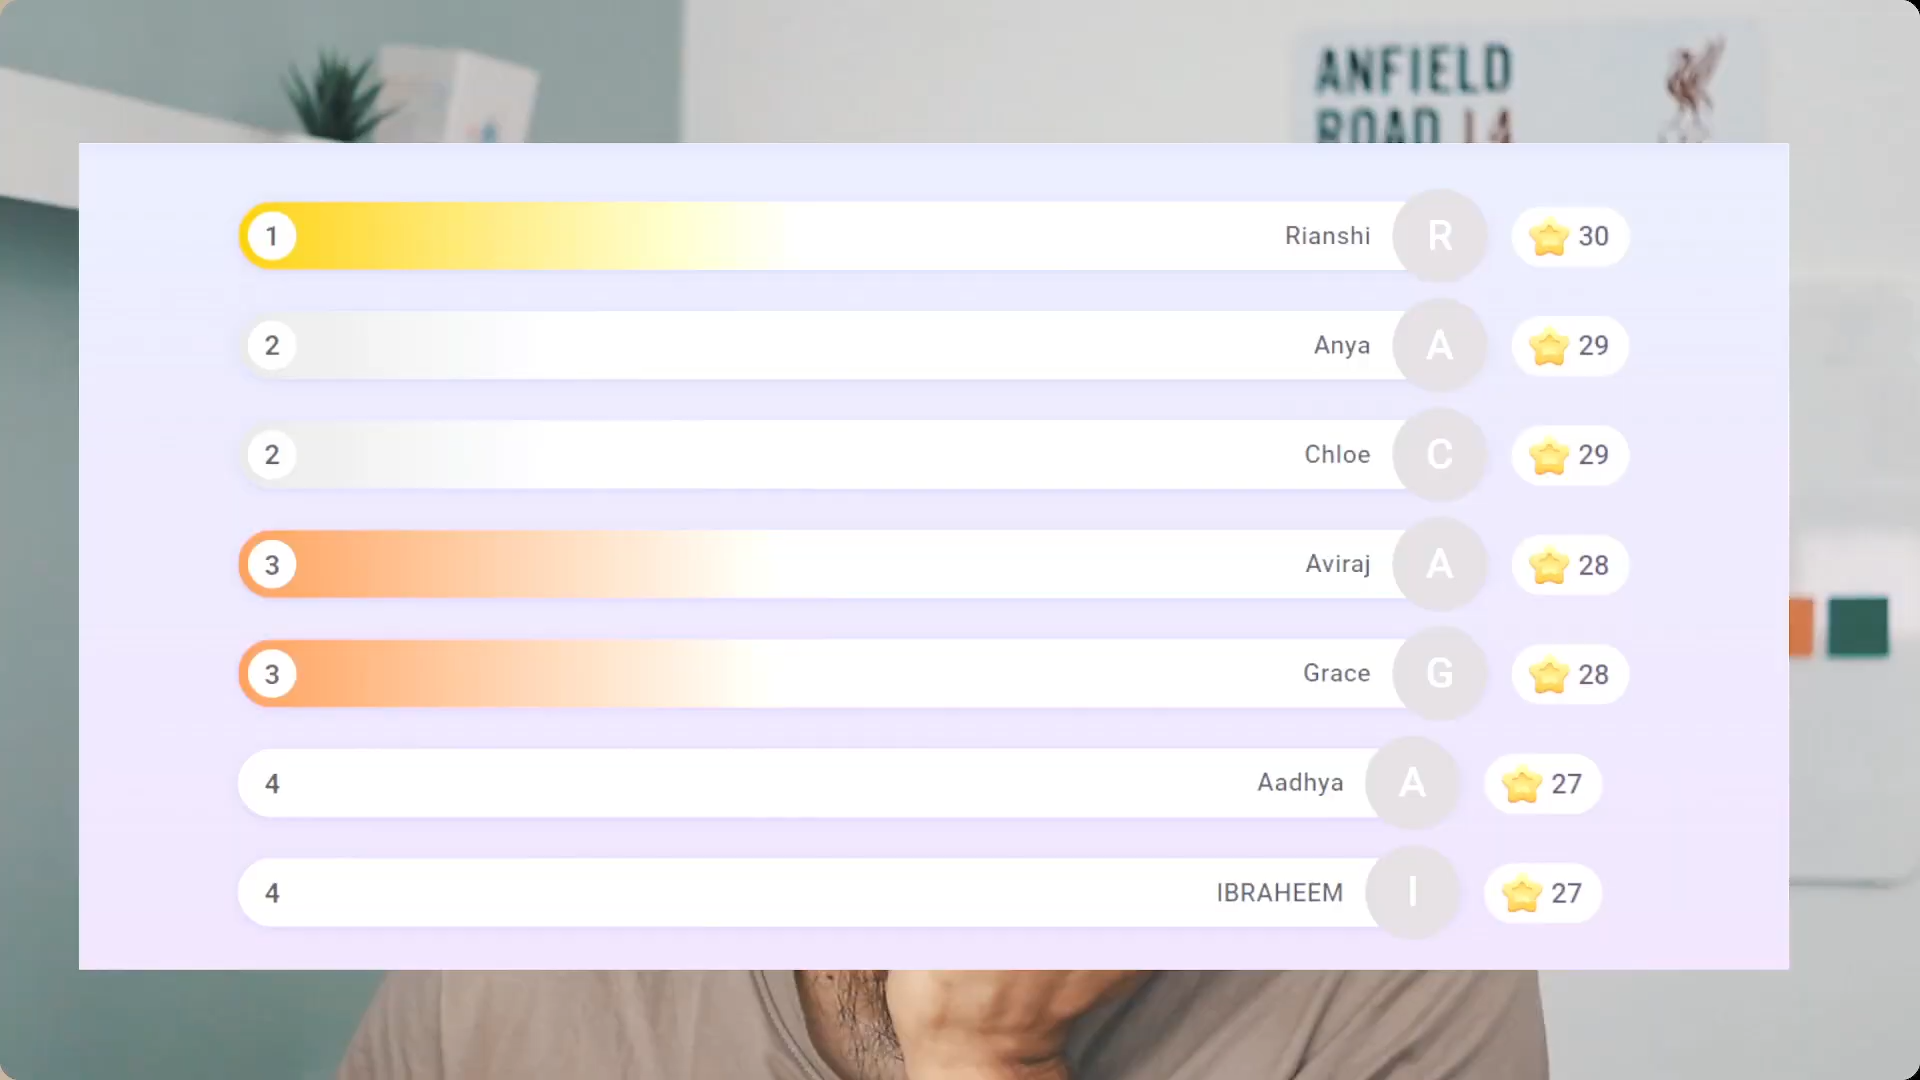 ANFIELD
ROAD L4
1 Rianshi R 30
2 Anya A 29
2 Chloe C 29
3 Aviraj A 28
3 Grace G 28
4 Aadhya A 27
4 IBRAHEEM I 27